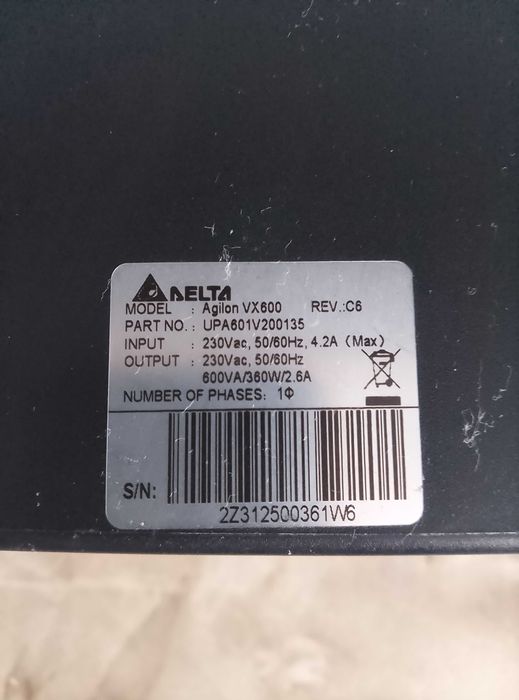 DELTA
MODEL : Agilon VX600 REV.:C6
PART NO. : UPA601V200135
INPUT : 230Vac, 50/60Hz, 4.2A (Max)
OUTPUT : 230Vac, 50/60Hz
600VA/360W/2.6A
NUMBER OF PHASES: 1Φ
S/N:
2Z312500361W6